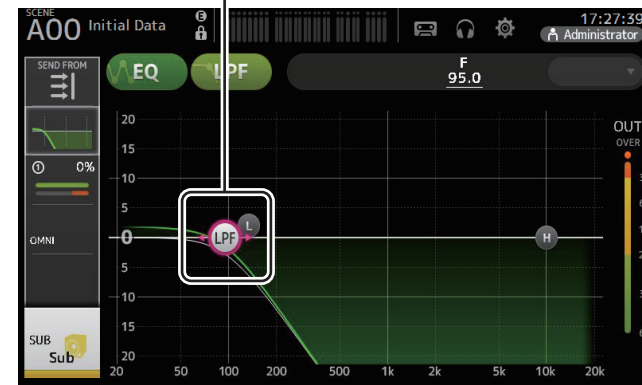 SCENE
A00 Initial Data
E
17:27:39
Administrator
SEND FROM
EQ
LPF
F
95.0
OUT
OVER
① 0%
OMNI
SUB
Sub
20
15
10
5
0
5
10
15
20
LPF
L
H
20 50 100 200 500 1k 2k 5k 10k 20k